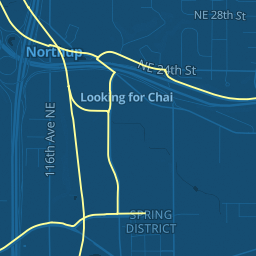 NE 28th St
Northup
NE 24th St
Looking for Chai
116th Ave NE
SPRING
DISTRICT